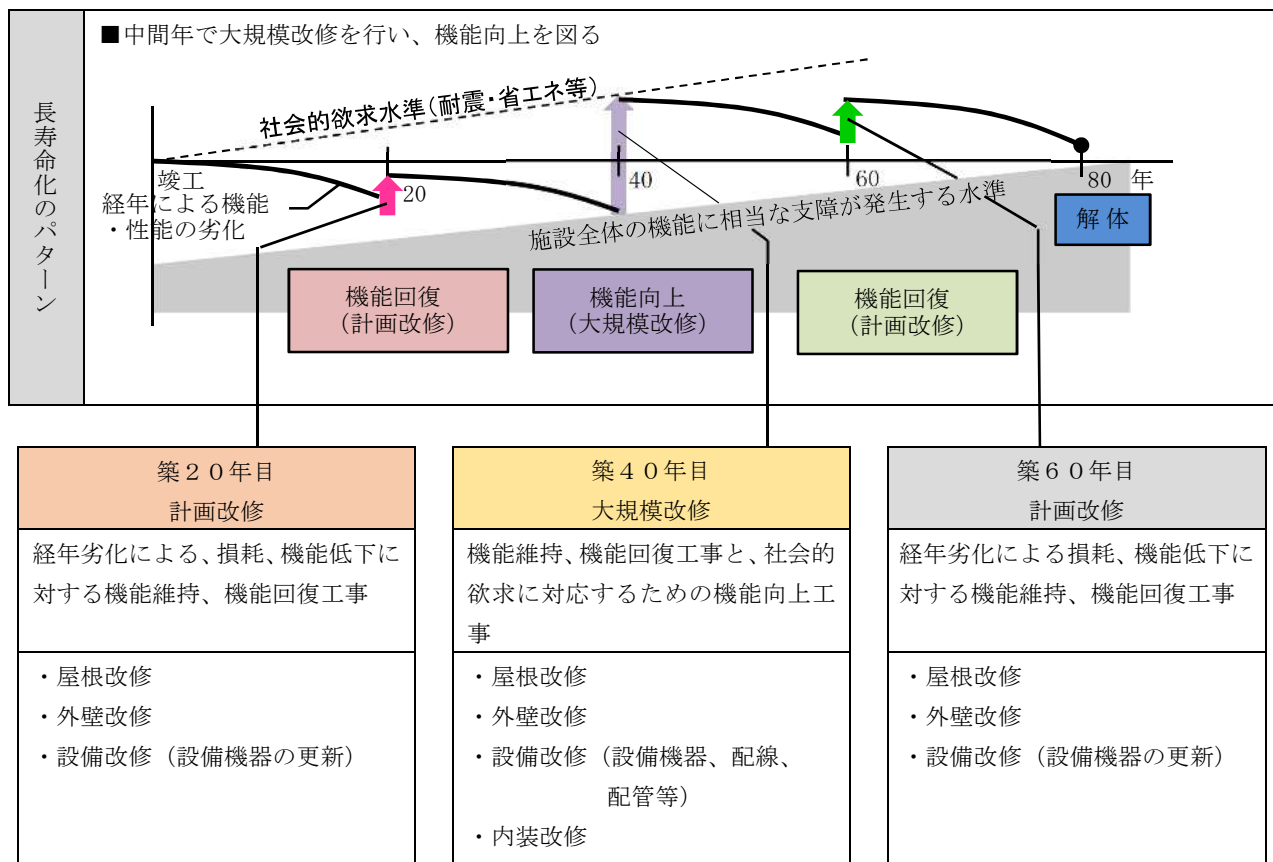 長寿命化のパターン
■中間年で大規模改修を行い、機能向上を図る
社会的欲求水準(耐震・省エネ等)
竣工
経年による機能
・性能の劣化
20
40
60
80 年
施設全体の機能に相当な支障が発生する水準
解体
機能回復
(計画改修)
機能向上
(大規模改修)
機能回復
(計画改修)
築20年目
計画改修
経年劣化による、損耗、機能低下に
対する機能維持、機能回復工事
・屋根改修
・外壁改修
・設備改修(設備機器の更新)
築40年目
大規模改修
機能維持、機能回復工事と、社会的
欲求に対応するための機能向上工
事
・屋根改修
・外壁改修
・設備改修(設備機器、配線、
配管等)
・内装改修
築60年目
計画改修
経年劣化による損耗、機能低下に
対する機能維持、機能回復工事
・屋根改修
・外壁改修
・設備改修(設備機器の更新)